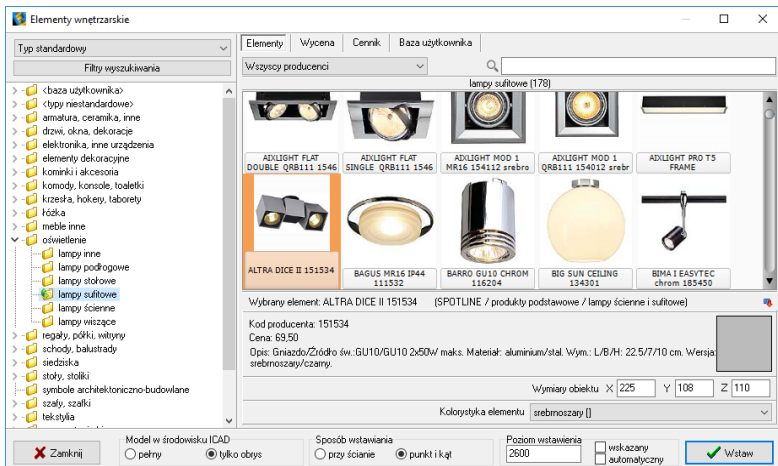 Elementy wnętrzarskie
Typ standardowy
Filtry wyszukiwania
<baza użytkownika>
<typy niestandardowe>
armatura, ceramika, inne
drzwi, okna, dekoracje
elektronika, inne urządzenia
elementy dekoracyjne
kominki i akcesoria
komody, konsole, toaletki
krzesła, hokery, taborety
łóżka
meble inne
oświetlenie
lampy inne
lampy podłogowe
lampy stołowe
lampy sufitowe
lampy ścienne
lampy wiszące
regały, półki, witryny
schody, balustrady
siedziska
stoły, stoliki
symbole architektoniczno-budowlane
szafy, szafki
tekstylia
Elementy Wycena Cennik Baza użytkownika
Wszyscy producenci
lampy sufitowe (178)
AIXLIGHT FLAT DOUBLE QRB111 1546
AIXLIGHT FLAT SINGLE QRB111 1546
AIXLIGHT MOD 1 MR16 154112 srebro
AIXLIGHT MOD 1 QRB111 154012 srebr
AIXLIGHT PRO T5 FRAME
ALTRA DICE II 151534
BAGUS MR16 IP44 111532
BARRO GU10 CHROM 116204
BIG SUN CEILING 134301
BIMA I EASYTEC chrom 185450
Wybrany element: ALTRA DICE II 151534 (SPOTLINE / produkty podstawowe / lampy ścienne i sufitowe)
Kod producenta: 151534
Cena: 69,50
Opis: Gniazdo/Źródło św.:GU10/GU10 2x50W maks. Materiał: aluminium/stal. Wym.: L/B/H: 22.5/7/10 cm. Wersja:
srebrnoszary/czarny.
Wymiary obiektu X 225 Y 108 Z 110
Kolorystyka elementu srebrnoszary []
Zamknij
Model w środowisku ICAD
pełny tylko obrys
Sposób wstawiania
przy ścianie punkt i kąt
Poziom wstawienia
2600
wskazany
automatyczny
Wstaw